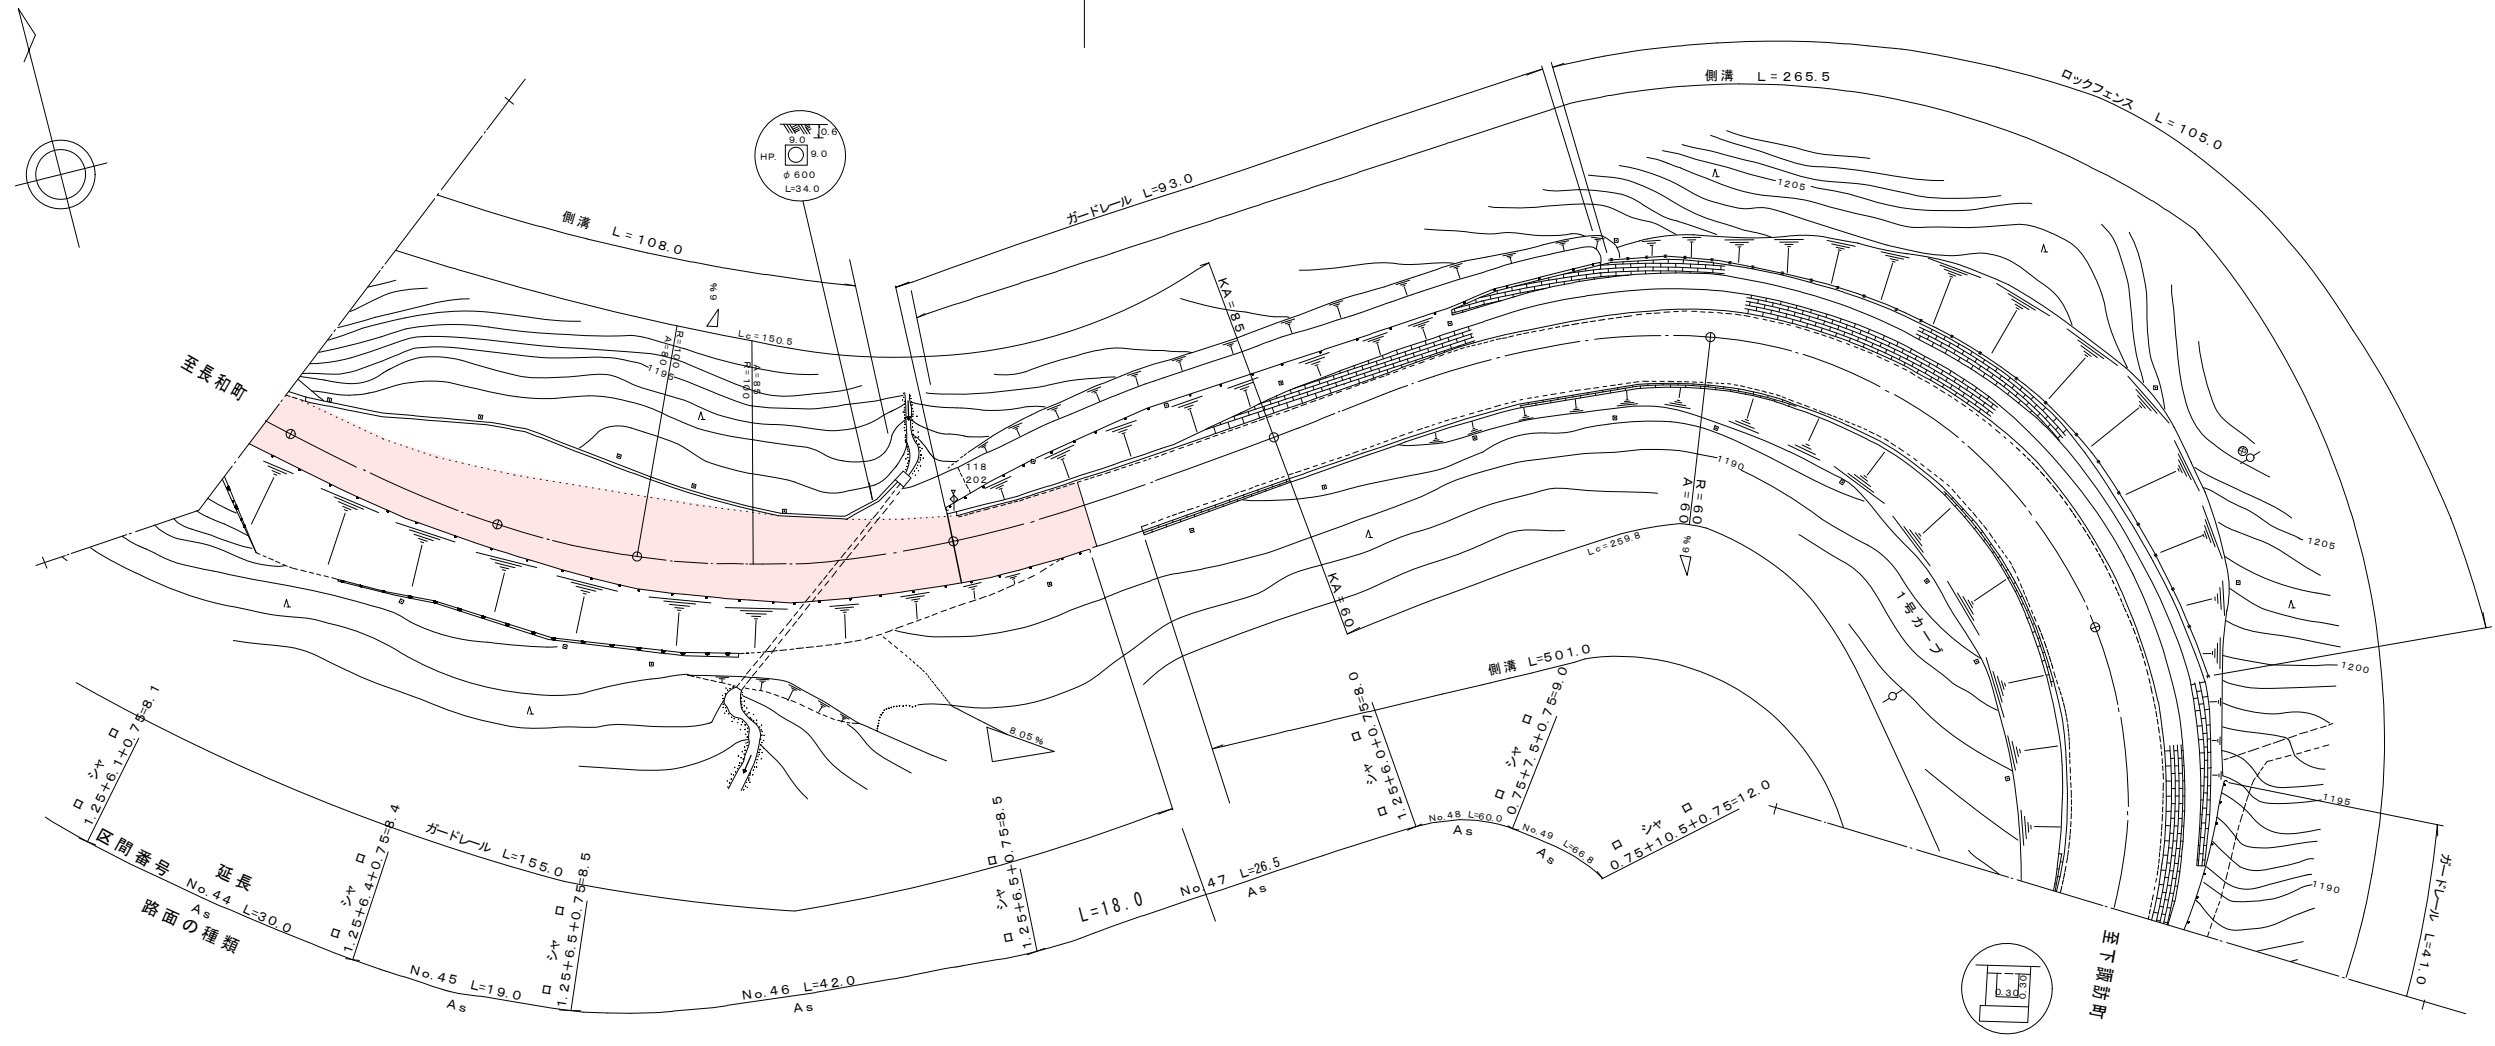 側溝 L=265.5
ロックフェンス L=105.0
0.6
9.0
HP. 9.0
φ600
L=34.0
ガードレール L=93.0
側溝 L=108.0
1205
KA=85
6%
R=100
A=80
Lc=150.5
A=85
R=100
1195
至長和町
118
202
1190
R=60
A=60
6%
Lc=259.8
KA=60
1205
1号カーブ
1200
側溝 L=501.0
8.05%
1195
1190
ロ シャ ロ
1.25+6.1+0.75=8.1
ロ シャ ロ
1.25+6.4+0.75=8.4
ロ シャ ロ
1.25+6.5+0.75=8.5
ロ シャ ロ
1.25+6.5+0.75=8.5
ロ シャ ロ
1.25+6.0+0.75=8.0
ロ シャ ロ
0.75+7.5+0.75=9.0
ロ シャ ロ
0.75+10.5+0.75=12.0
ガードレール L=155.0
区間番号 延長
路面の種類
No.44 L=30.0
As
No.45 L=19.0
As
No.46 L=42.0
As
L=18.0
No.47 L=26.5
As
No.48 L=60.0
As
No.49 L=66.8
As
ガードレール L=41.0
至下諏訪町
0.30
0.30